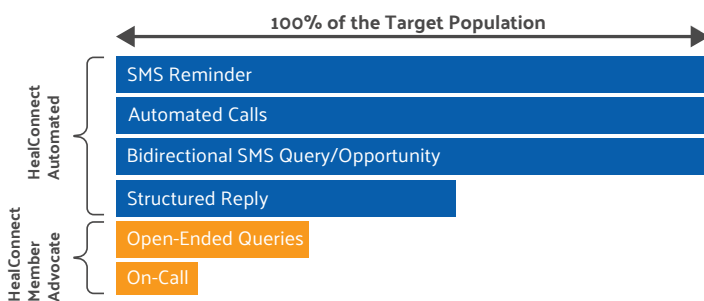 100% of the Target Population
HealConnect
Automated
SMS Reminder
Automated Calls
Bidirectional SMS Query/Opportunity
Structured Reply
HealConnect
Member
Advocate
Open-Ended Queries
On-Call